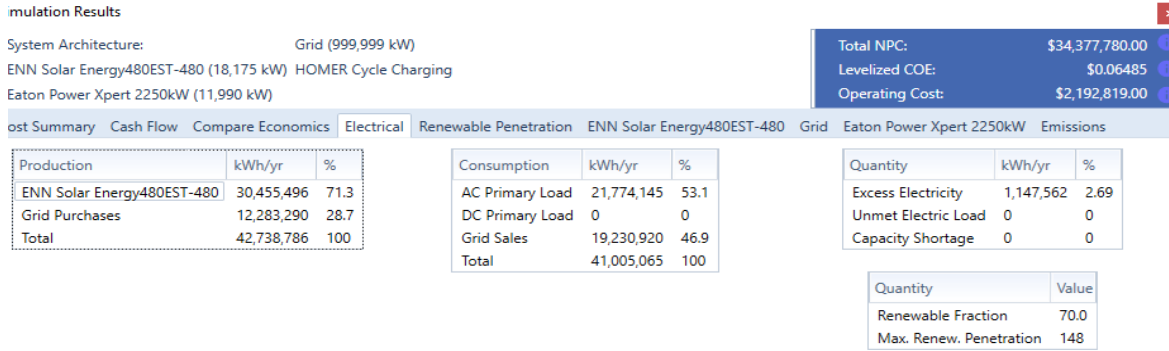 imulation Results
System Architecture: Grid (999,999 kW)
ENN Solar Energy480EST-480 (18,175 kW) HOMER Cycle Charging
Eaton Power Xpert 2250kW (11,990 kW)
Total NPC: $34,377,780.00
Levelized COE: $0.06485
Operating Cost: $2,192,819.00
ost Summary Cash Flow Compare Economics Electrical Renewable Penetration ENN Solar Energy480EST-480 Grid Eaton Power Xpert 2250kW Emissions
Production kWh/yr %
ENN Solar Energy480EST-480 30,455,496 71.3
Grid Purchases 12,283,290 28.7
Total 42,738,786 100
Consumption kWh/yr %
AC Primary Load 21,774,145 53.1
DC Primary Load 0 0
Grid Sales 19,230,920 46.9
Total 41,005,065 100
Quantity kWh/yr %
Excess Electricity 1,147,562 2.69
Unmet Electric Load 0 0
Capacity Shortage 0 0
Quantity Value
Renewable Fraction 70.0
Max. Renew. Penetration 148